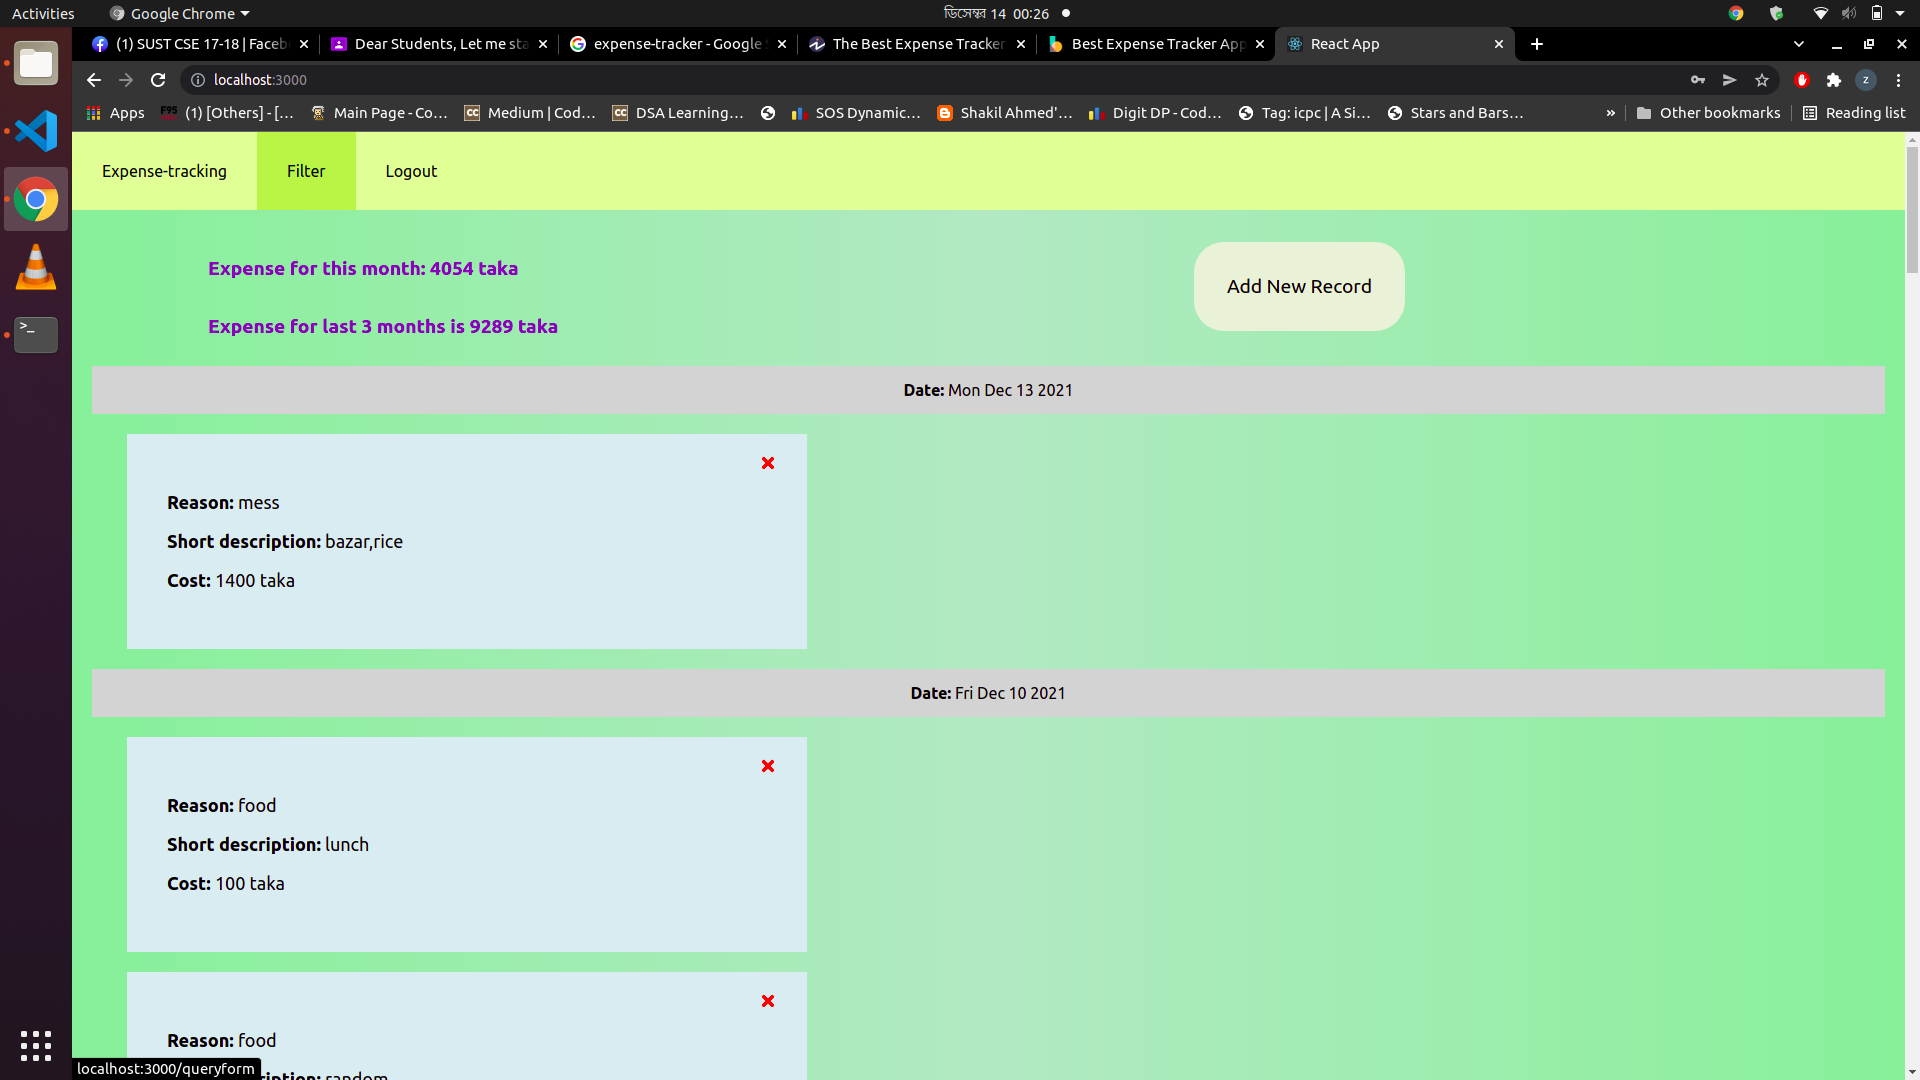 Activities Google Chrome ডিসেম্বর 14 00:26
(1) SUST CSE 17-18 | Faceb Dear Students, Let me sta expense-tracker - Google The Best Expense Tracker Best Expense Tracker App React App
localhost:3000 z
Apps (1) [Others] - [… Main Page - Co… CC Medium | Cod… CC DSA Learning… SOS Dynamic… Shakil Ahmed'… Digit DP - Cod… Tag: icpc | A Si… Stars and Bars… » Other bookmarks Reading list
Expense-tracking Filter Logout
Expense for this month: 4054 taka
Add New Record
Expense for last 3 months is 9289 taka
Date: Mon Dec 13 2021
Reason: mess
Short description: bazar,rice
Cost: 1400 taka
Date: Fri Dec 10 2021
Reason: food
Short description: lunch
Cost: 100 taka
Reason: food
random
localhost:3000/queryform